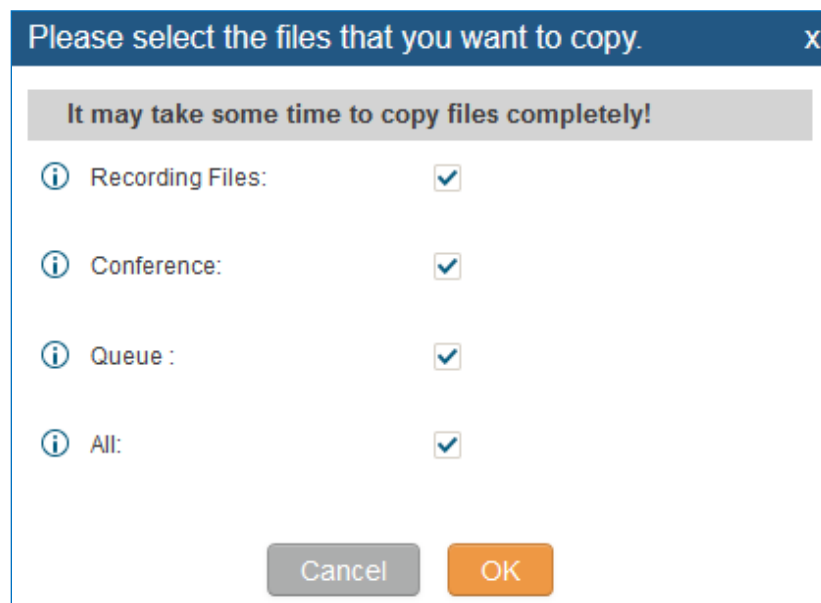 Please select the files that you want to copy. x
It may take some time to copy files completely!
Recording Files:
Conference:
Queue :
All:
Cancel OK